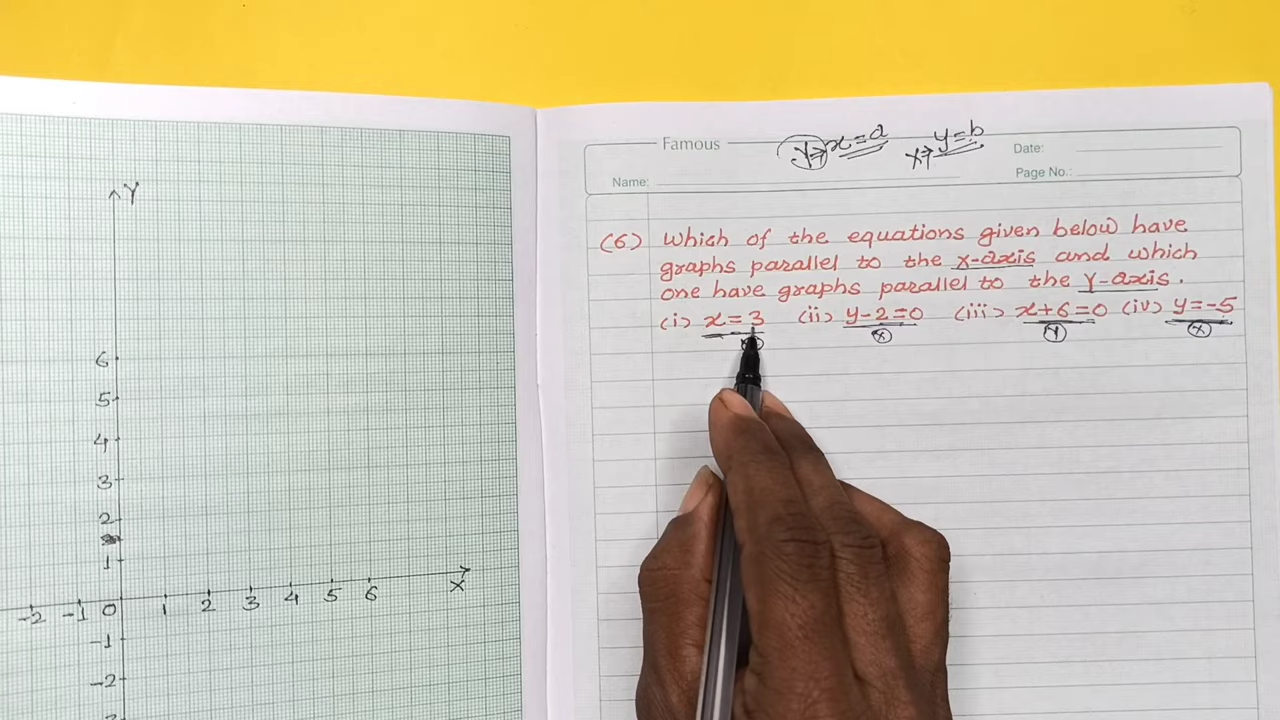 Famous
Y→ x=a
X→ y=b
Date:
Name:
Page No.:
(6) Which of the equations given below have
graphs parallel to the x-axis and which
one have graphs parallel to the Y-axis.
(i) x=3 (ii) y-2=0 (iii) x+6=0 (iv) y=-5
X Y X
Y
6
5
4
3
2
1
-2 -1 0 1 2 3 4 5 6 X
-1
-2